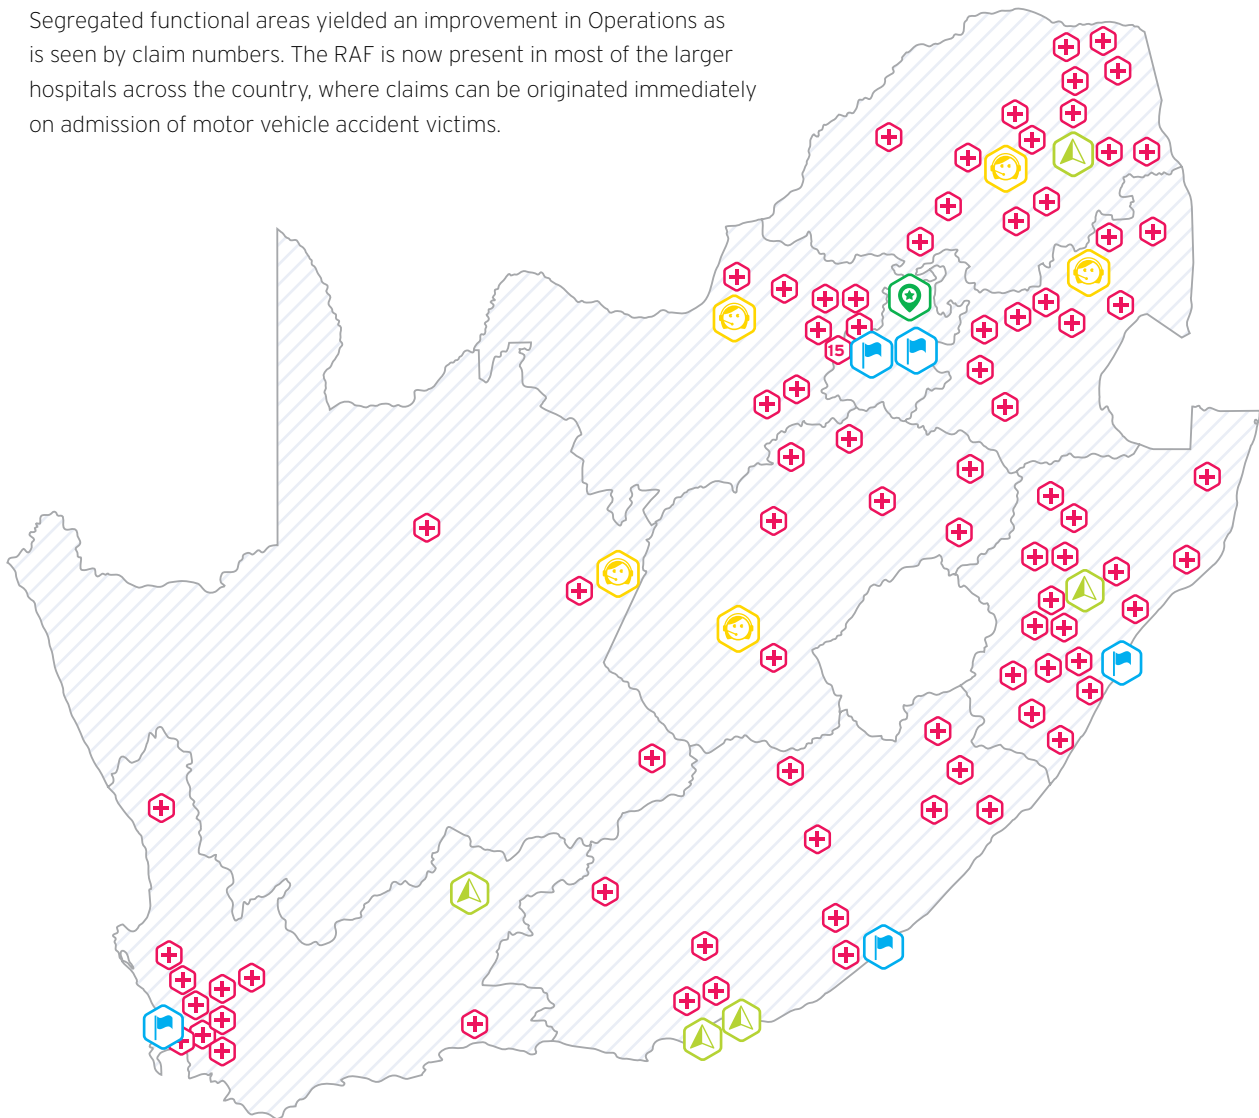 Segregated functional areas yielded an improvement in Operations as
is seen by claim numbers. The RAF is now present in most of the larger
hospitals across the country, where claims can be originated immediately
on admission of motor vehicle accident victims.
15